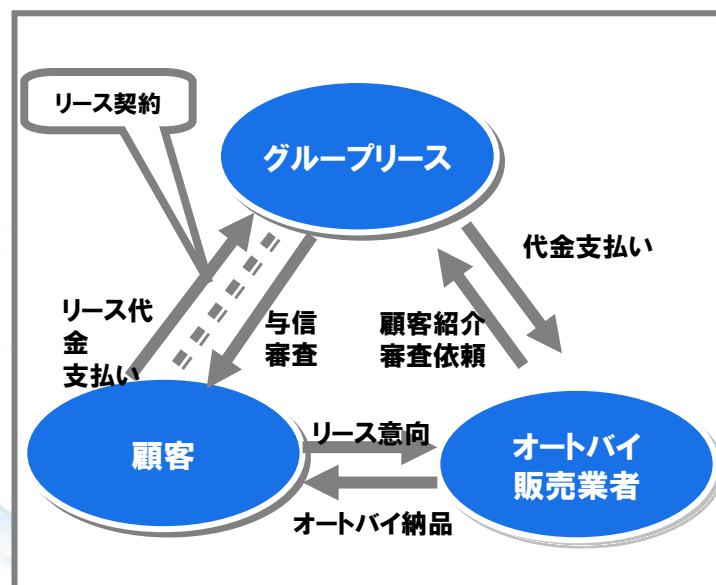 リース契約
グループリース
代金支払い
リース代
金
支払い
与信
審査
顧客紹介
審査依頼
顧客
リース意向
オートバイ
販売業者
オートバイ納品